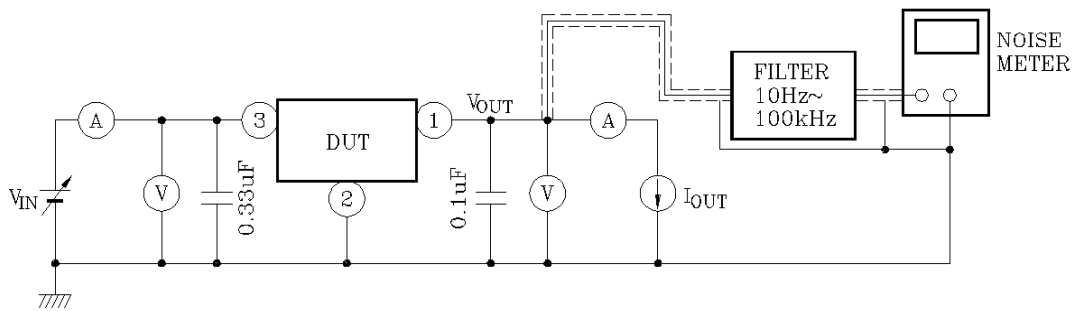 NOISE
METER
FILTER
10Hz~
100kHz
A
3
DUT
1
VOUT
A
VIN
V
0.33uF
2
0.1uF
V
IOUT